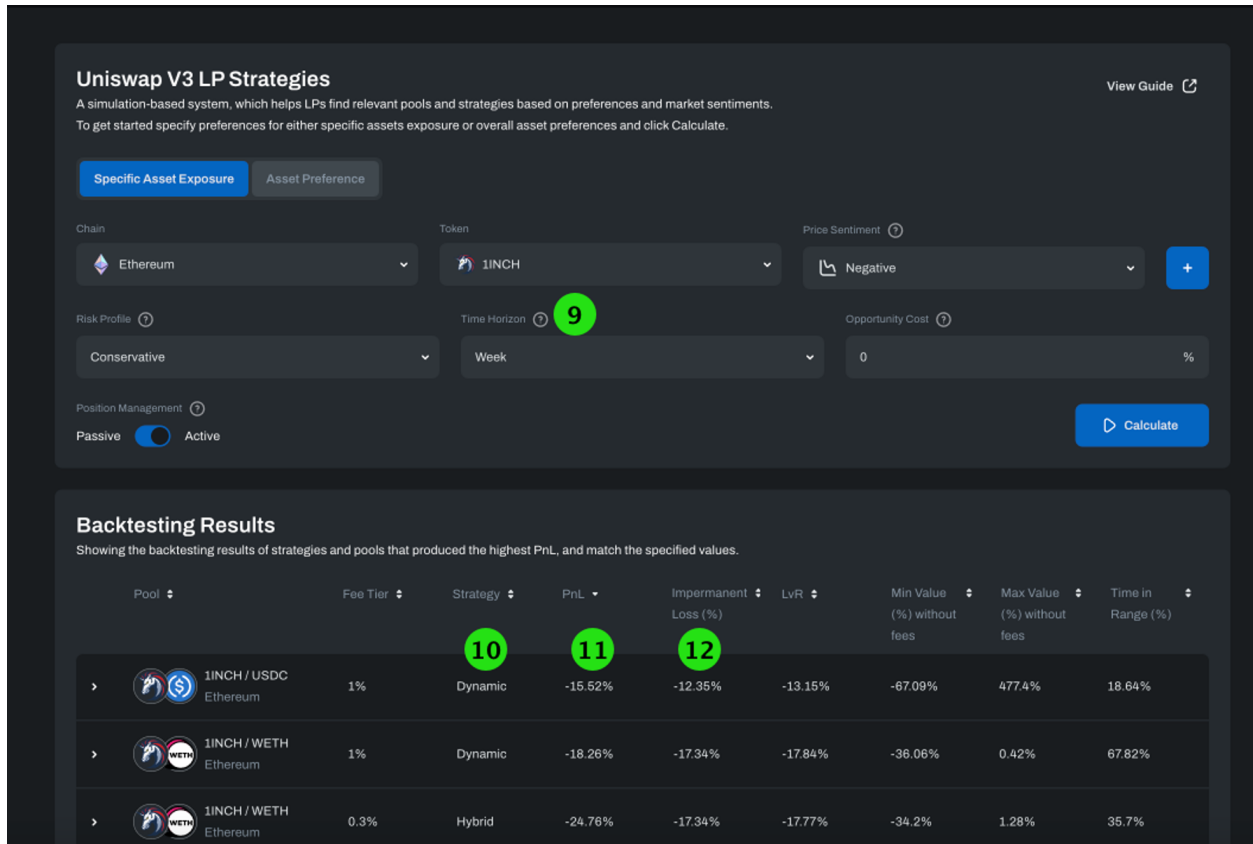 Uniswap V3 LP Strategies
View Guide
A simulation-based system, which helps LPs find relevant pools and strategies based on preferences and market sentiments.
To get started specify preferences for either specific assets exposure or overall asset preferences and click Calculate.
Specific Asset Exposure Asset Preference
Chain Token Price Sentiment ?
Ethereum 1INCH Negative +
Risk Profile ? Time Horizon ? 9 Opportunity Cost ?
Conservative Week 0 %
Position Management ?
Passive Active Calculate
Backtesting Results
Showing the backtesting results of strategies and pools that produced the highest PnL, and match the specified values.
Pool Fee Tier Strategy PnL Impermanent Loss (%) LvR Min Value (%) without fees Max Value (%) without fees Time in Range (%)
10 11 12
1INCH / USDC
Ethereum
1% Dynamic -15.52% -12.35% -13.15% -67.09% 477.4% 18.64%
WETH
1INCH / WETH
Ethereum
1% Dynamic -18.26% -17.34% -17.84% -36.06% 0.42% 67.82%
WETH
1INCH / WETH
Ethereum
0.3% Hybrid -24.76% -17.34% -17.77% -34.2% 1.28% 35.7%